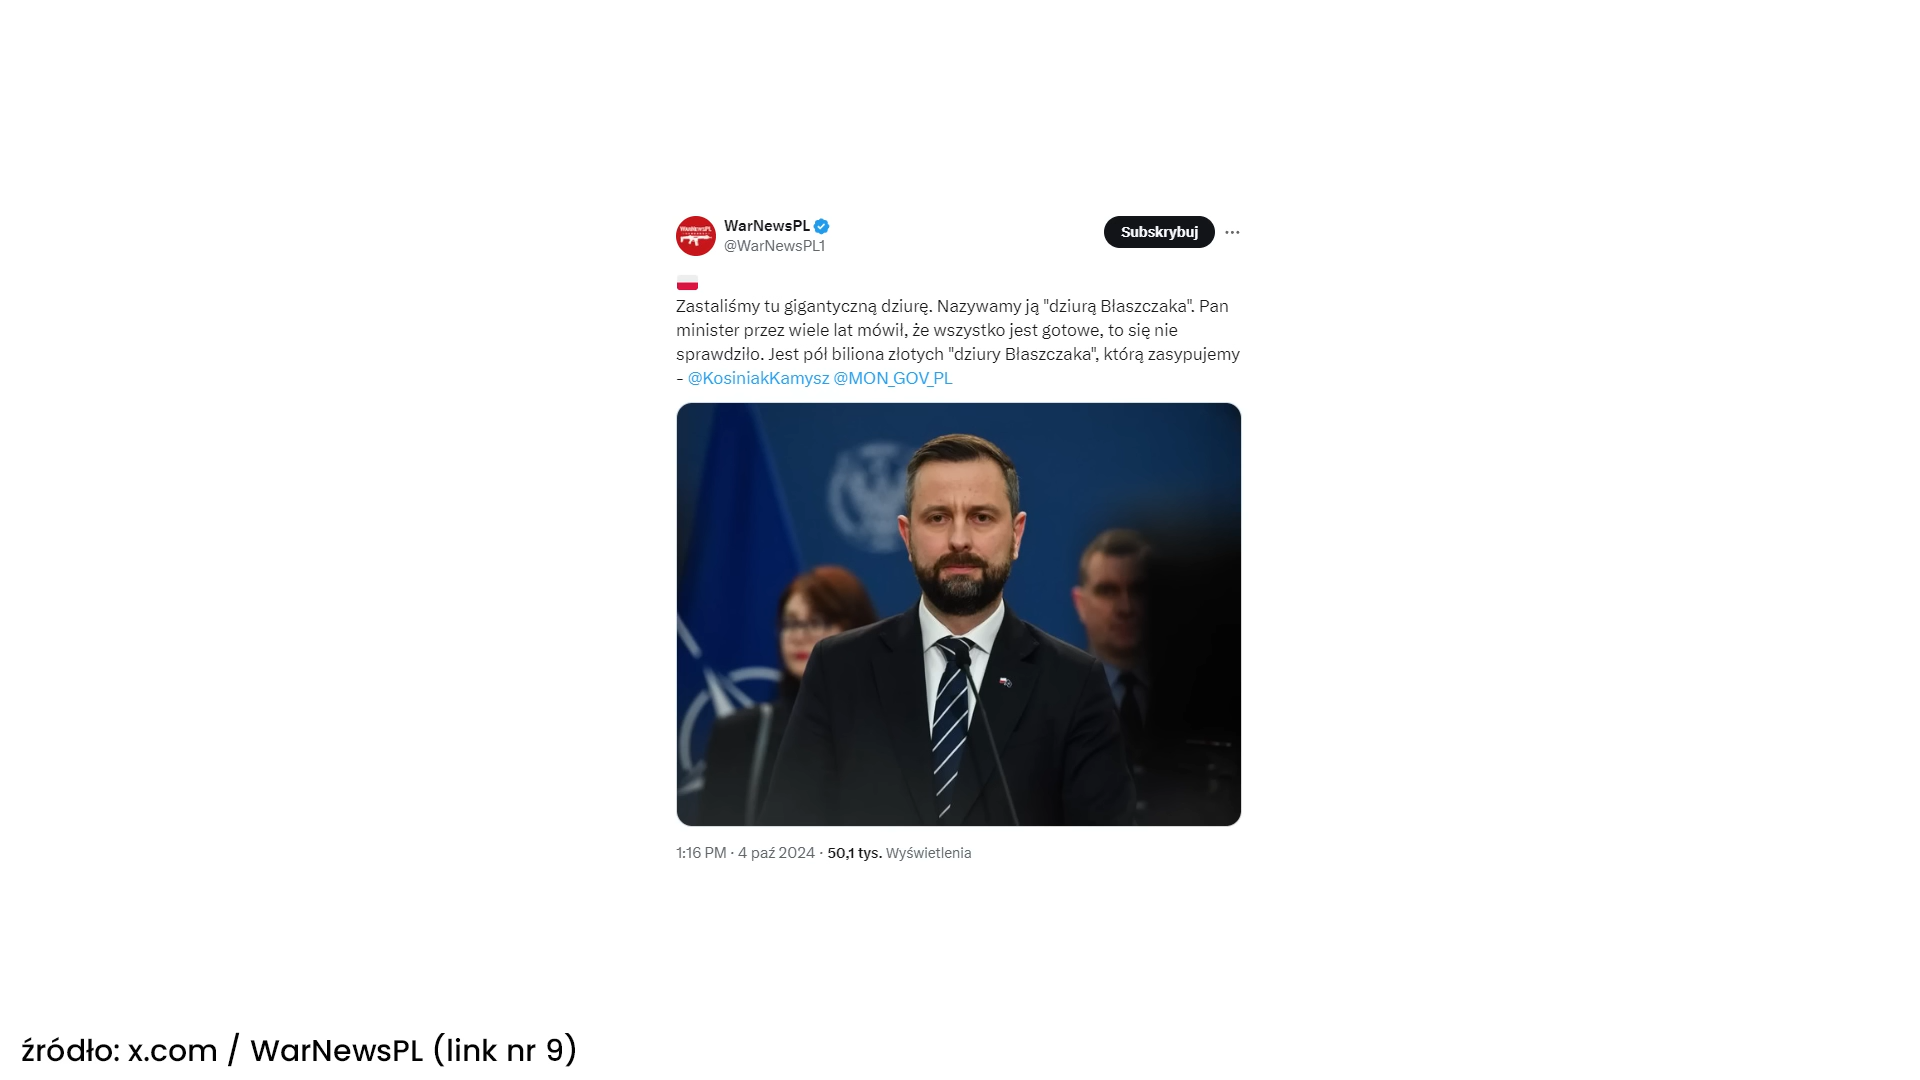 WarNewsPL
@WarNewsPL1
Subskrybuj
Zastaliśmy tu gigantyczną dziurę. Nazywamy ją "dziurą Błaszczaka". Pan
minister przez wiele lat mówił, że wszystko jest gotowe, to się nie
sprawdziło. Jest pół biliona złotych "dziury Błaszczaka", którą zasypujemy
- @KosiniakKamysz @MON_GOV_PL
1:16 PM · 4 paź 2024 · 50,1 tys. Wyświetlenia
źródło: x.com / WarNewsPL (link nr 9)